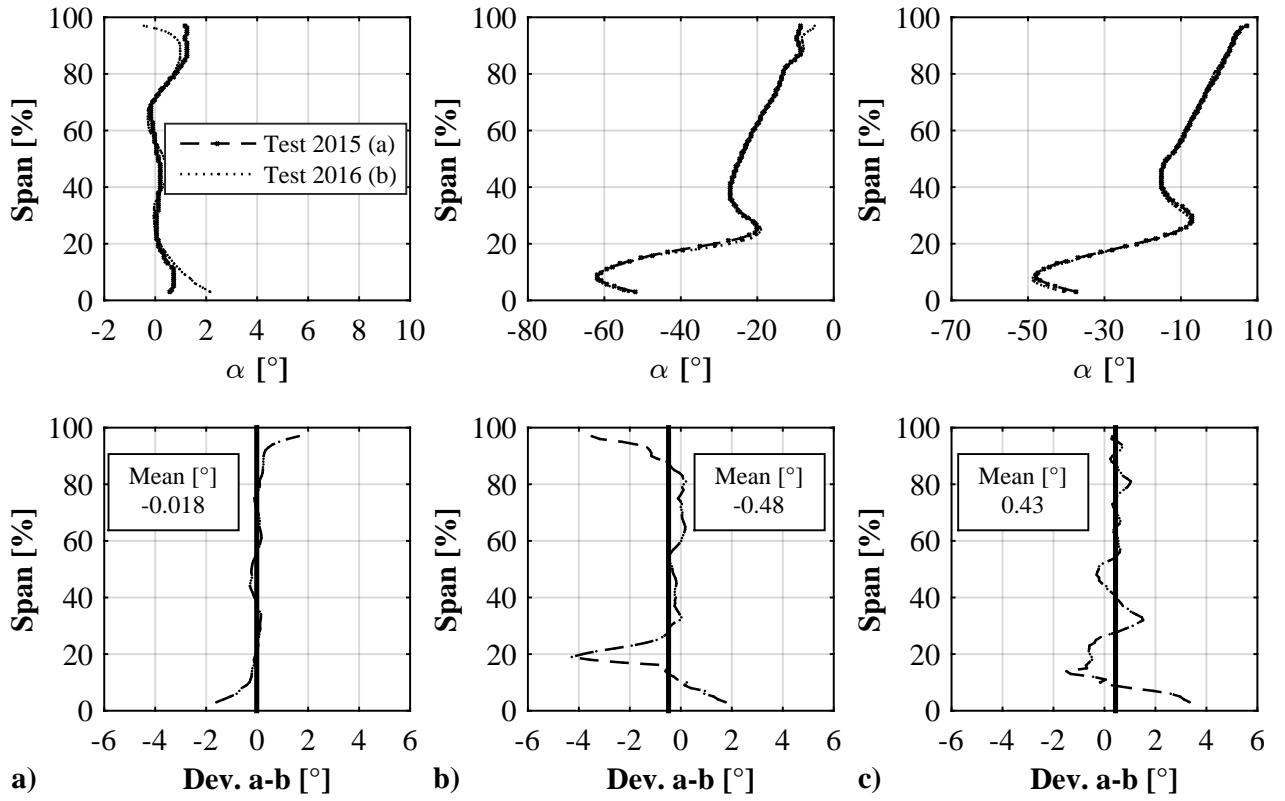 100
80
60
40
20
0
Span [%]
-2 0 2 4 6 8 10
α [°]
Test 2015 (a)
Test 2016 (b)
100
80
60
40
20
0
Span [%]
-80 -60 -40 -20 0
α [°]
100
80
60
40
20
0
Span [%]
-70 -50 -30 -10 10
α [°]
100
80
60
40
20
0
Span [%]
Mean [°]
-0.018
-6 -4 -2 0 2 4 6
a) Dev. a-b [°]
100
80
60
40
20
0
Span [%]
Mean [°]
-0.48
-6 -4 -2 0 2 4 6
b) Dev. a-b [°]
100
80
60
40
20
0
Span [%]
Mean [°]
0.43
-6 -4 -2 0 2 4 6
c) Dev. a-b [°]